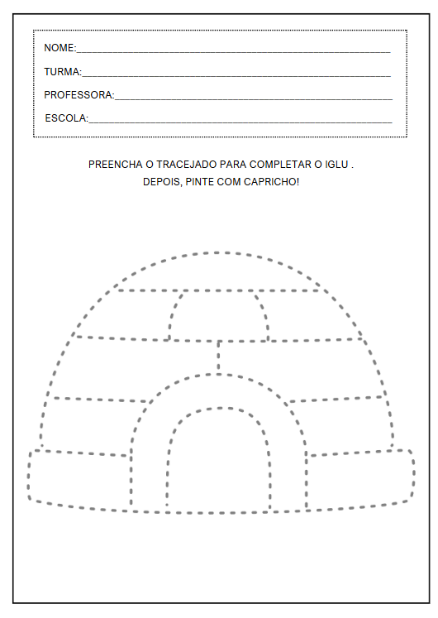 NOME:
TURMA:
PROFESSORA:
ESCOLA:
PREENCHA O TRACEJADO PARA COMPLETAR O IGLU .
DEPOIS, PINTE COM CAPRICHO!